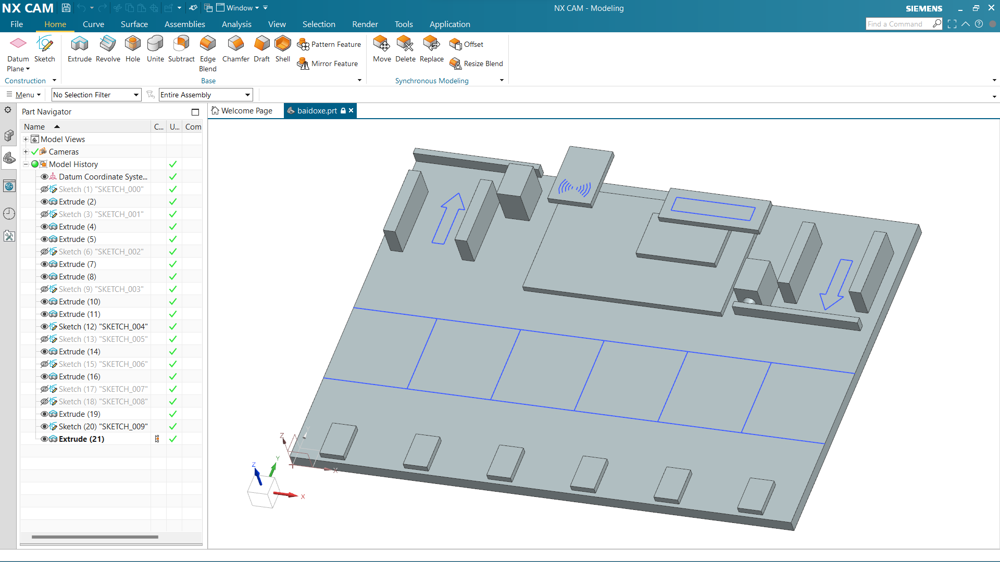 NX CAM
Window
NX CAM - Modeling
SIEMENS
File
Home
Curve
Surface
Assemblies
Analysis
View
Selection
Render
Tools
Application
Find a Command
Datum Plane
Sketch
Extrude
Revolve
Hole
Unite
Subtract
Edge Blend
Chamfer
Draft
Shell
Pattern Feature
Mirror Feature
Move
Delete
Replace
Offset
Resize Blend
Construction
Base
Synchronous Modeling
Menu
No Selection Filter
Entire Assembly
Part Navigator
Welcome Page
baidoxe.prt
Name
C...
U...
Com
Model Views
Cameras
Model History
Datum Coordinate Syste...
Sketch (1) "SKETCH_000"
Extrude (2)
Sketch (3) "SKETCH_001"
Extrude (4)
Extrude (5)
Sketch (6) "SKETCH_002"
Extrude (7)
Extrude (8)
Sketch (9) "SKETCH_003"
Extrude (10)
Extrude (11)
Sketch (12) "SKETCH_004"
Sketch (13) "SKETCH_005"
Extrude (14)
Sketch (15) "SKETCH_006"
Extrude (16)
Sketch (17) "SKETCH_007"
Sketch (18) "SKETCH_008"
Extrude (19)
Sketch (20) "SKETCH_009"
Extrude (21)
Z
Y
X
Z
Y
X